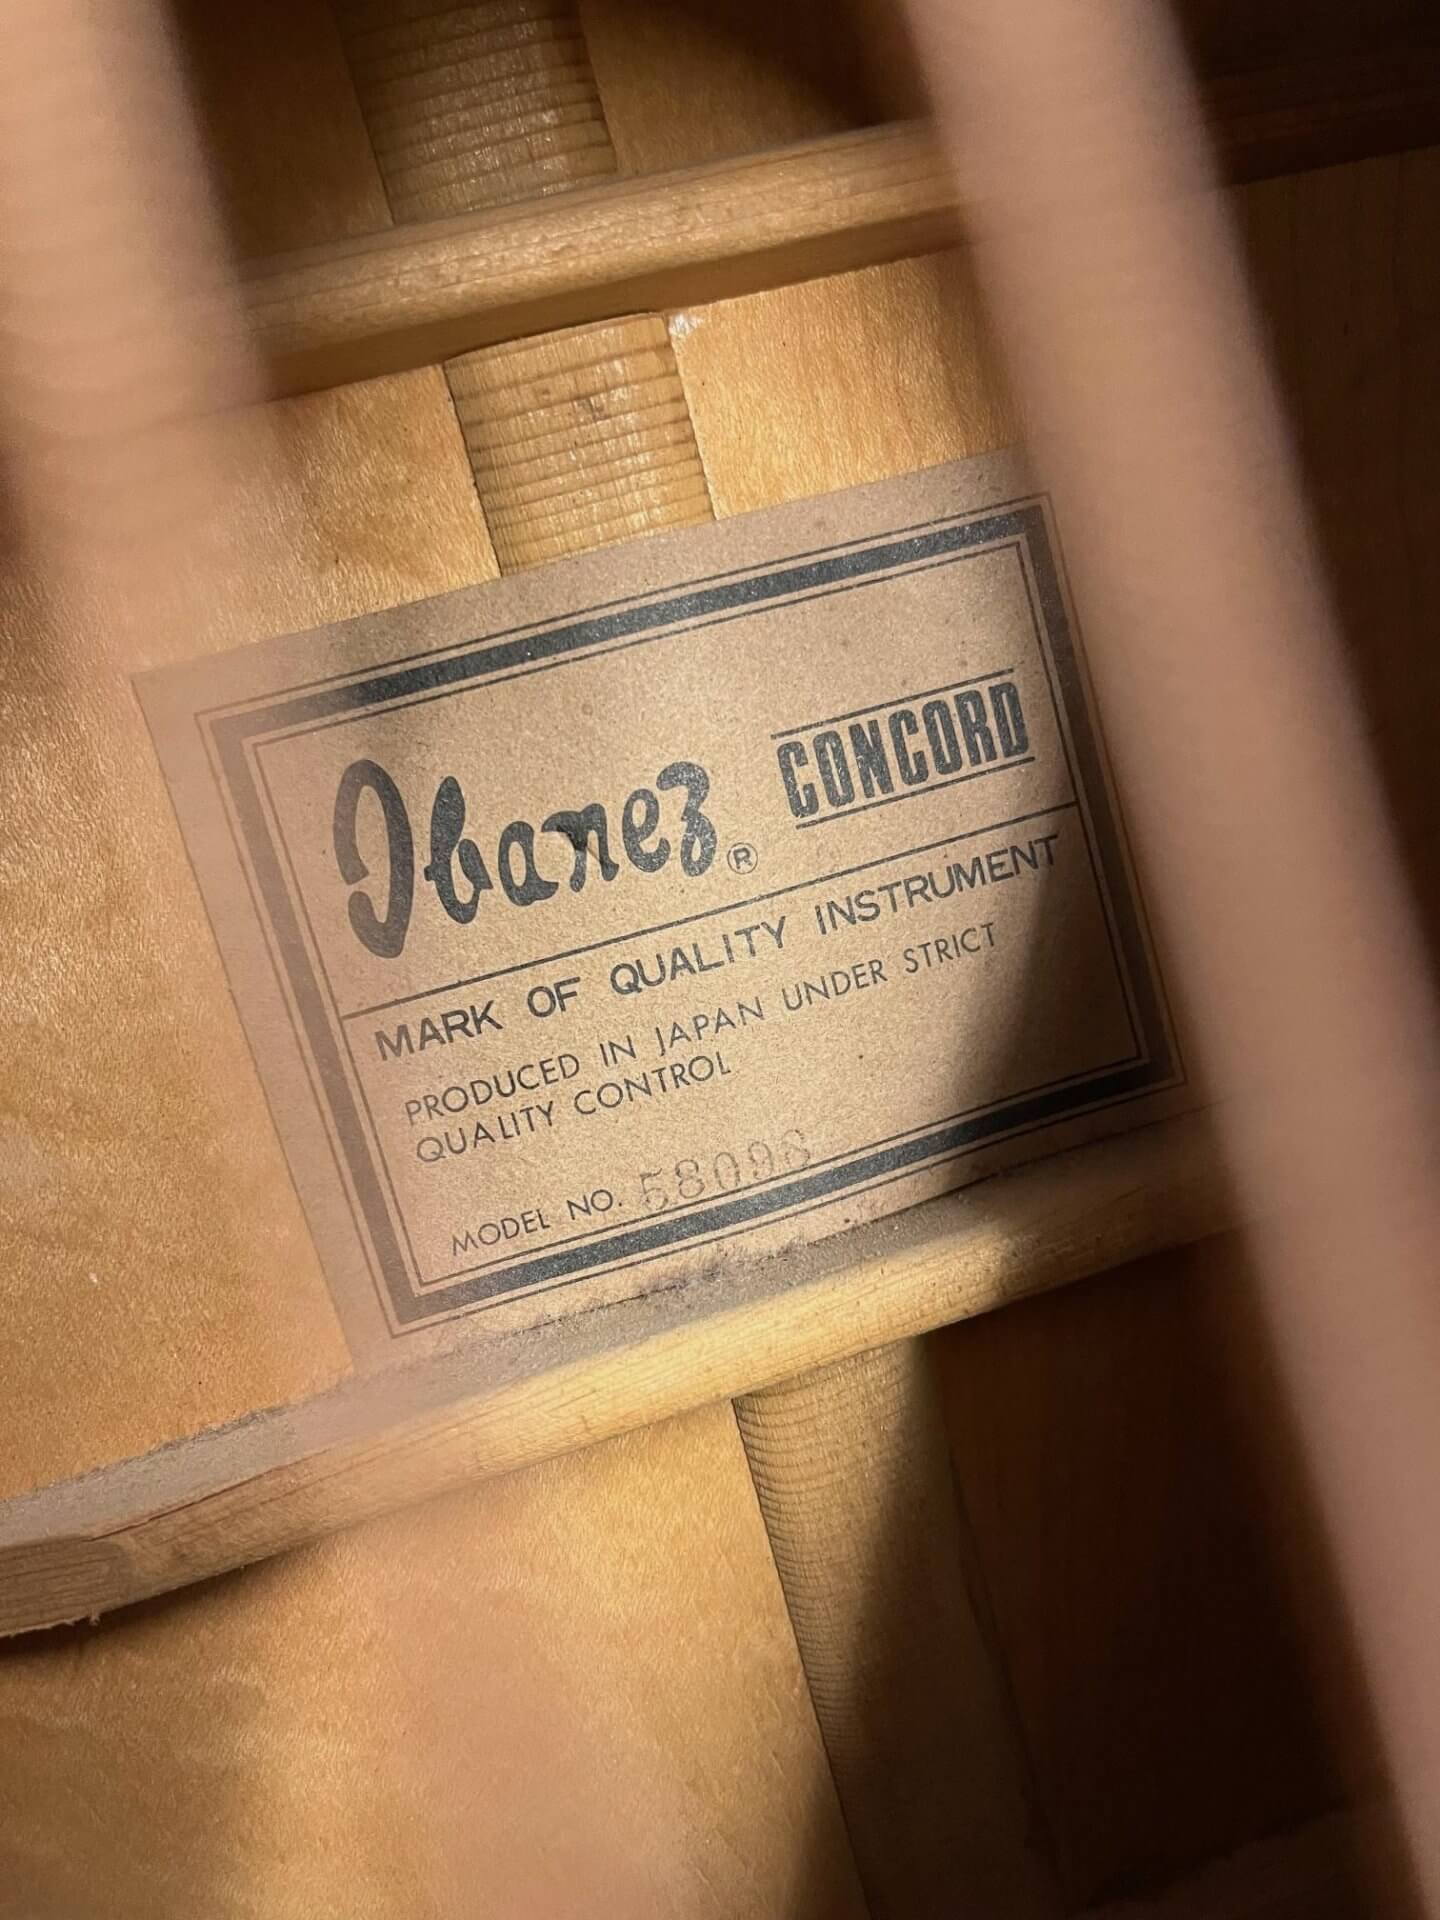 Ibanez® CONCORD
MARK OF QUALITY INSTRUMENT
PRODUCED IN JAPAN UNDER STRICT
QUALITY CONTROL
MODEL NO.